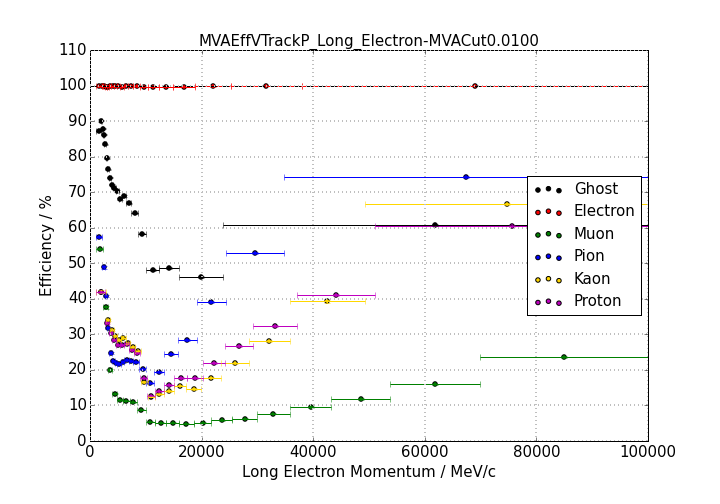 MVAEffVTrackP_Long_Electron-MVACut0.0100
110
100
90
80
70
60
50
40
30
20
10
0
Efficiency / %
Ghost
Electron
Muon
Pion
Kaon
Proton
0 20000 40000 60000 80000 100000
Long Electron Momentum / MeV/c